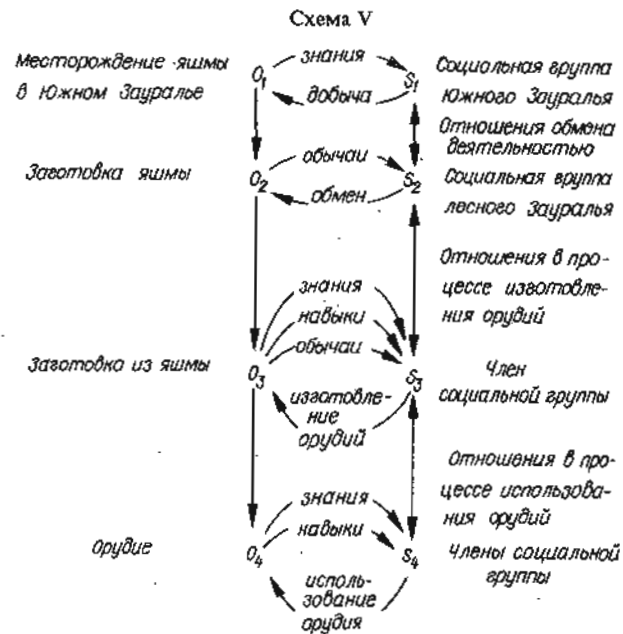 Схема V
Месторождение яшмы
в Южном Зауралье
O1
знания
добыча
S1
Социальная группа
Южного Зауралья
Отношения обмена
деятельностью
Заготовка яшмы
O2
обычаи
обмен
S2
Социальная группа
лесного Зауралья
Отношения в про-
цессе изготовле-
ния орудий
знания
навыки
обычаи
Заготовка из яшмы
O3
S3
изготовле-
ние
орудий
Член
социальной группы
Отношения в про-
цессе использова-
ния орудий
знания
навыки
Орудие
O4
S4
исполь-
зование
орудия
Члены социальной
группы